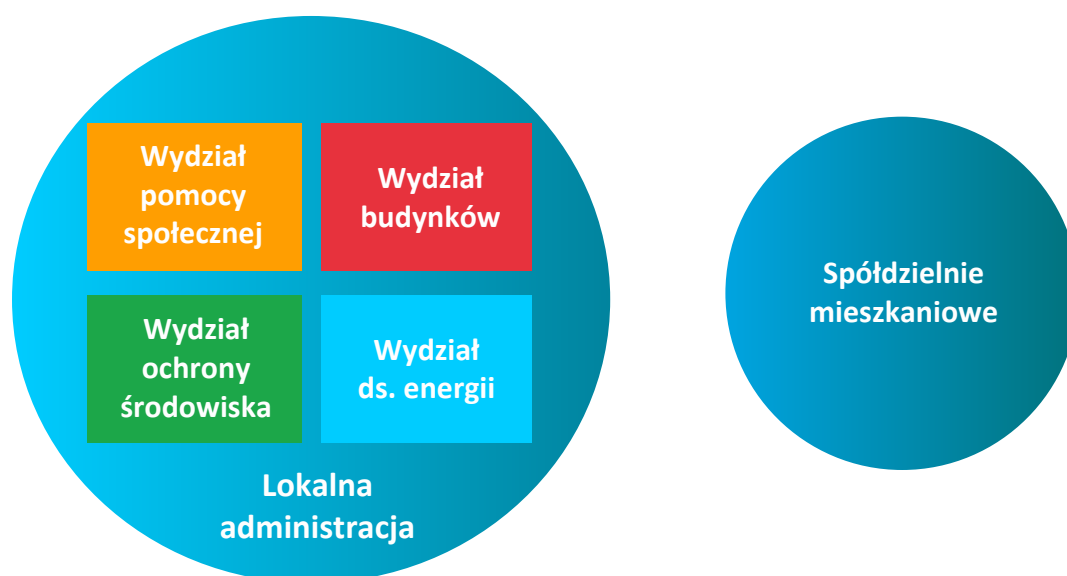 Wydział
pomocy
społecznej
Wydział
budynków
Wydział
ochrony
środowiska
Wydział
ds. energii
Lokalna
administracja
Spółdzielnie
mieszkaniowe